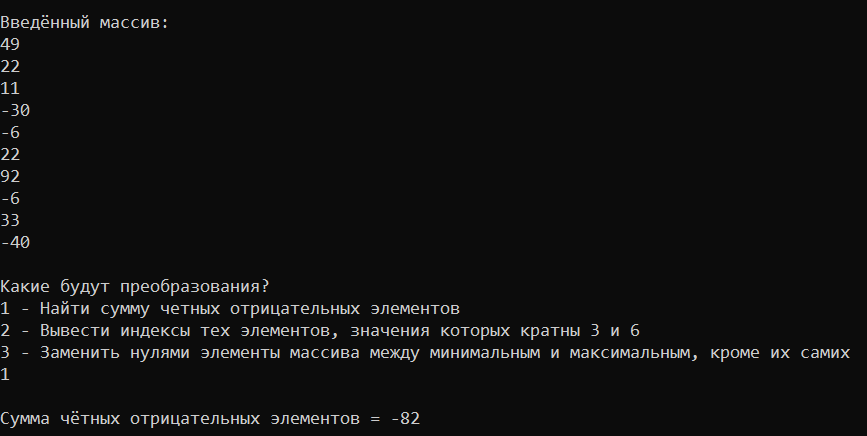 Введённый массив:
49
22
11
-30
-6
22
92
-6
33
-40
Какие будут преобразования?
1 - Найти сумму четных отрицательных элементов
2 - Вывести индексы тех элементов, значения которых кратны 3 и 6
3 - Заменить нулями элементы массива между минимальным и максимальным, кроме их самих
1
Сумма чётных отрицательных элементов = -82